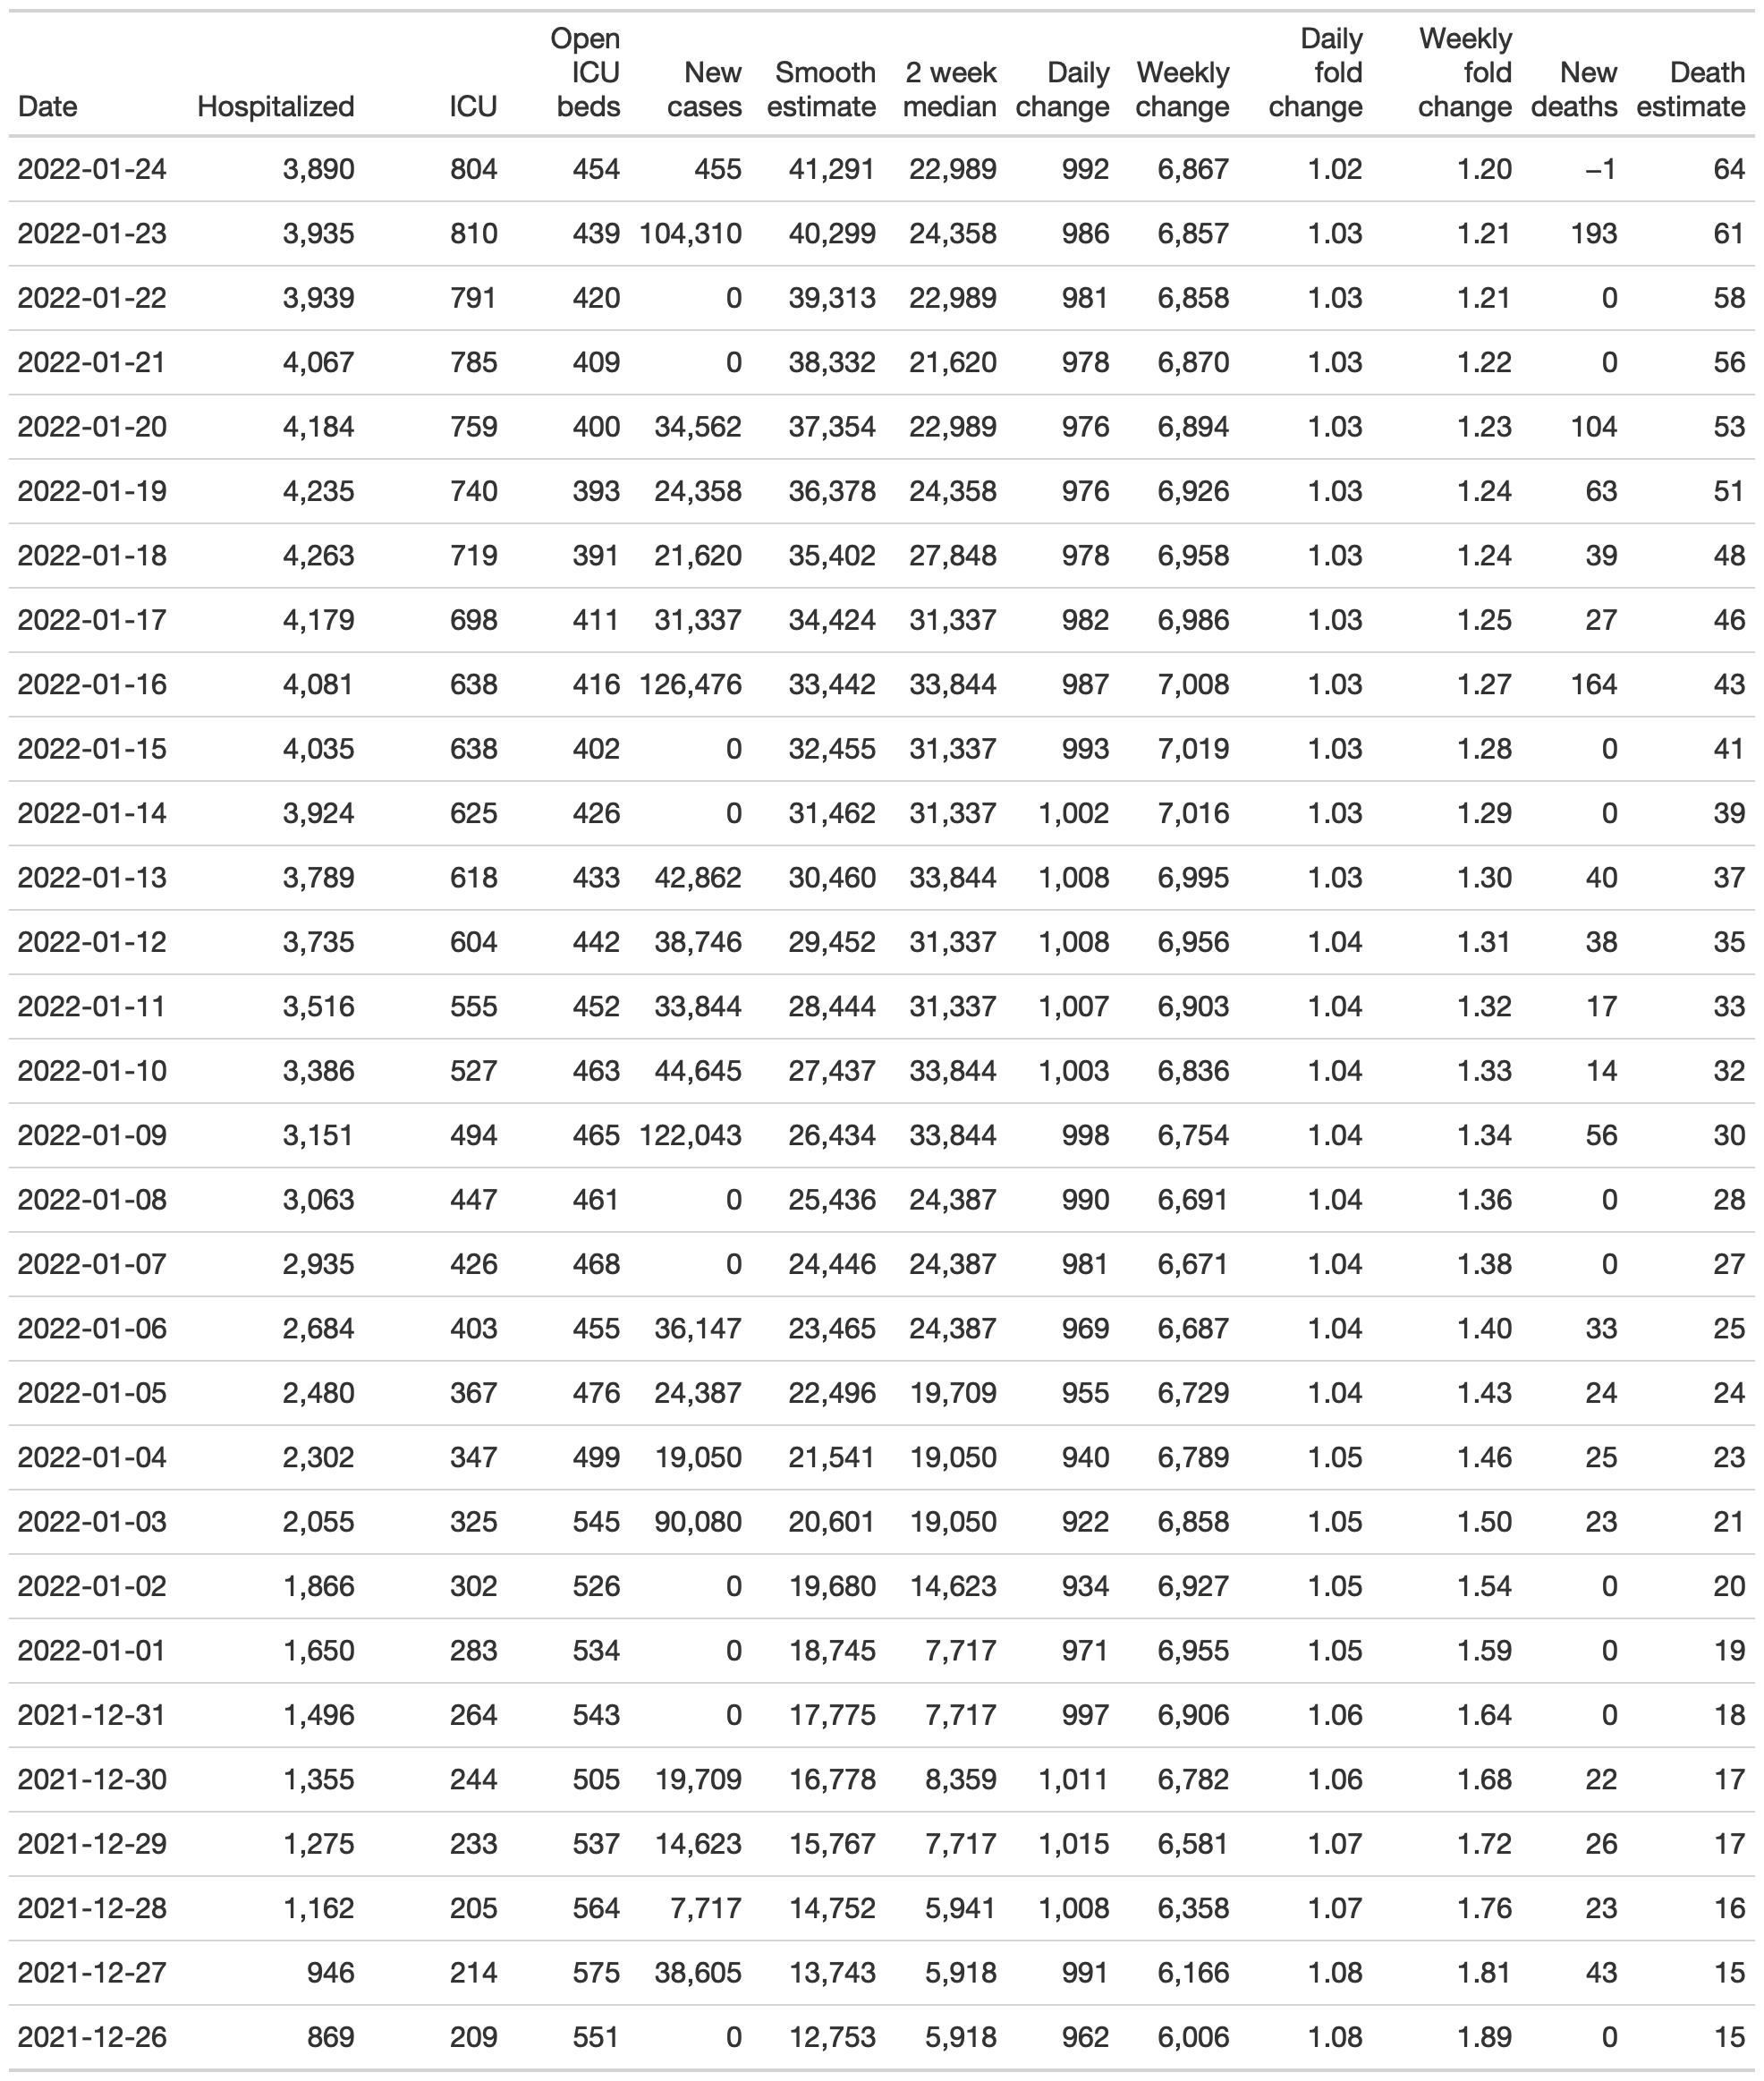 Date Hospitalized ICU Open ICU beds New cases Smooth estimate 2 week median Daily change Weekly change Daily fold change Weekly fold change New deaths Death estimate
2022-01-24 3,890 804 454 455 41,291 22,989 992 6,867 1.02 1.20 –1 64
2022-01-23 3,935 810 439 104,310 40,299 24,358 986 6,857 1.03 1.21 193 61
2022-01-22 3,939 791 420 0 39,313 22,989 981 6,858 1.03 1.21 0 58
2022-01-21 4,067 785 409 0 38,332 21,620 978 6,870 1.03 1.22 0 56
2022-01-20 4,184 759 400 34,562 37,354 22,989 976 6,894 1.03 1.23 104 53
2022-01-19 4,235 740 393 24,358 36,378 24,358 976 6,926 1.03 1.24 63 51
2022-01-18 4,263 719 391 21,620 35,402 27,848 978 6,958 1.03 1.24 39 48
2022-01-17 4,179 698 411 31,337 34,424 31,337 982 6,986 1.03 1.25 27 46
2022-01-16 4,081 638 416 126,476 33,442 33,844 987 7,008 1.03 1.27 164 43
2022-01-15 4,035 638 402 0 32,455 31,337 993 7,019 1.03 1.28 0 41
2022-01-14 3,924 625 426 0 31,462 31,337 1,002 7,016 1.03 1.29 0 39
2022-01-13 3,789 618 433 42,862 30,460 33,844 1,008 6,995 1.03 1.30 40 37
2022-01-12 3,735 604 442 38,746 29,452 31,337 1,008 6,956 1.04 1.31 38 35
2022-01-11 3,516 555 452 33,844 28,444 31,337 1,007 6,903 1.04 1.32 17 33
2022-01-10 3,386 527 463 44,645 27,437 33,844 1,003 6,836 1.04 1.33 14 32
2022-01-09 3,151 494 465 122,043 26,434 33,844 998 6,754 1.04 1.34 56 30
2022-01-08 3,063 447 461 0 25,436 24,387 990 6,691 1.04 1.36 0 28
2022-01-07 2,935 426 468 0 24,446 24,387 981 6,671 1.04 1.38 0 27
2022-01-06 2,684 403 455 36,147 23,465 24,387 969 6,687 1.04 1.40 33 25
2022-01-05 2,480 367 476 24,387 22,496 19,709 955 6,729 1.04 1.43 24 24
2022-01-04 2,302 347 499 19,050 21,541 19,050 940 6,789 1.05 1.46 25 23
2022-01-03 2,055 325 545 90,080 20,601 19,050 922 6,858 1.05 1.50 23 21
2022-01-02 1,866 302 526 0 19,680 14,623 934 6,927 1.05 1.54 0 20
2022-01-01 1,650 283 534 0 18,745 7,717 971 6,955 1.05 1.59 0 19
2021-12-31 1,496 264 543 0 17,775 7,717 997 6,906 1.06 1.64 0 18
2021-12-30 1,355 244 505 19,709 16,778 8,359 1,011 6,782 1.06 1.68 22 17
2021-12-29 1,275 233 537 14,623 15,767 7,717 1,015 6,581 1.07 1.72 26 17
2021-12-28 1,162 205 564 7,717 14,752 5,941 1,008 6,358 1.07 1.76 23 16
2021-12-27 946 214 575 38,605 13,743 5,918 991 6,166 1.08 1.81 43 15
2021-12-26 869 209 551 0 12,753 5,918 962 6,006 1.08 1.89 0 15